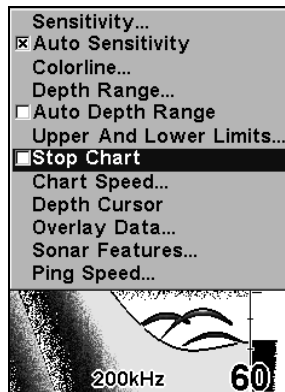 Sensitivity...
Auto Sensitivity
Colorline...
Depth Range...
Auto Depth Range
Upper And Lower Limits...
Stop Chart
Chart Speed...
Depth Cursor
Overlay Data...
Sonar Features...
Ping Speed...
200kHz 60